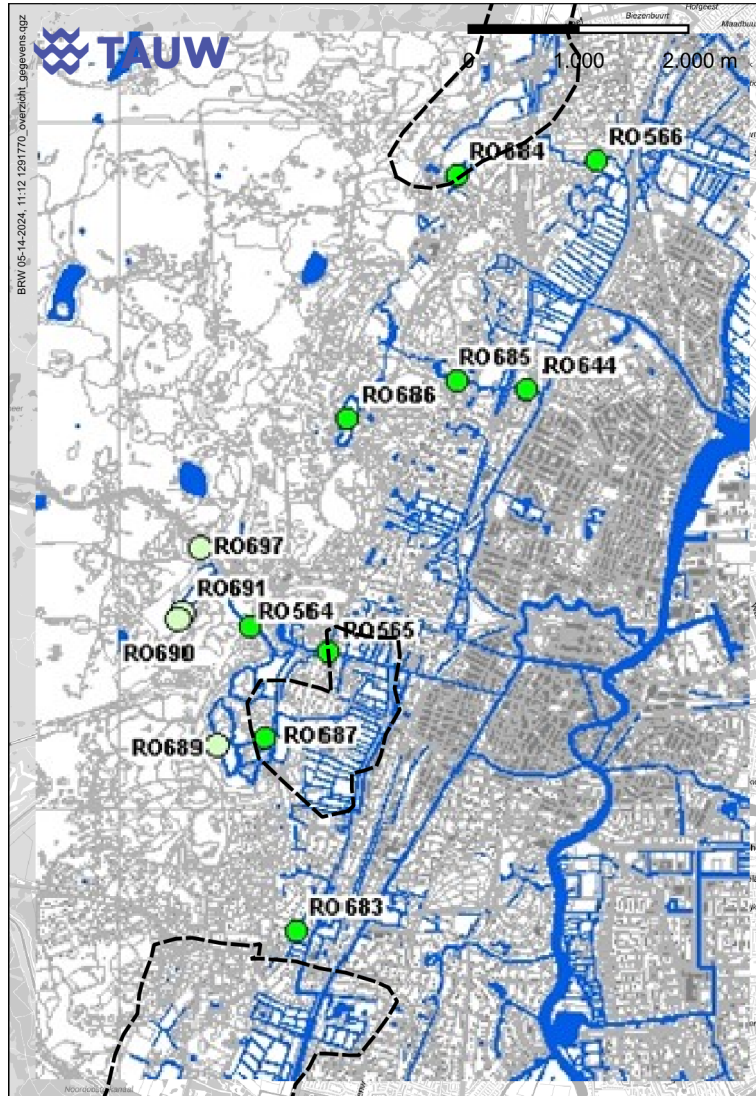 Hofgeest
Biezenbuurt
TAUW
0 1.000 2.000 m
BRW 05-14-2024, 11:12 1291770_overzicht_gegevens.qgz
RO684
RO566
RO685
RO644
RO686
RO697
RO691
RO564
RO565
RO690
RO687
RO689
RO683